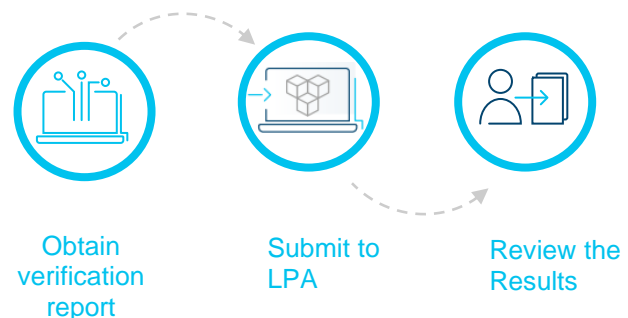 Obtain
verification
report
Submit to
LPA
Review the
Results